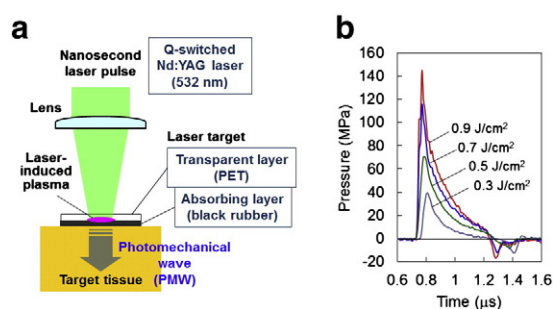 a
Nanosecond
laser pulse
Q-switched
Nd:YAG laser
(532 nm)
Lens
Laser target
Laser-
induced
plasma
Transparent layer
(PET)
Absorbing layer
(black rubber)
Photomechanical
wave
(PMW)
Target tissue
b
Pressure (MPa)
160
140
120
100
80
60
40
20
0
-20
0.9 J/cm²
0.7 J/cm²
0.5 J/cm²
0.3 J/cm²
0.6 0.8 1 1.2 1.4 1.6
Time (μs)